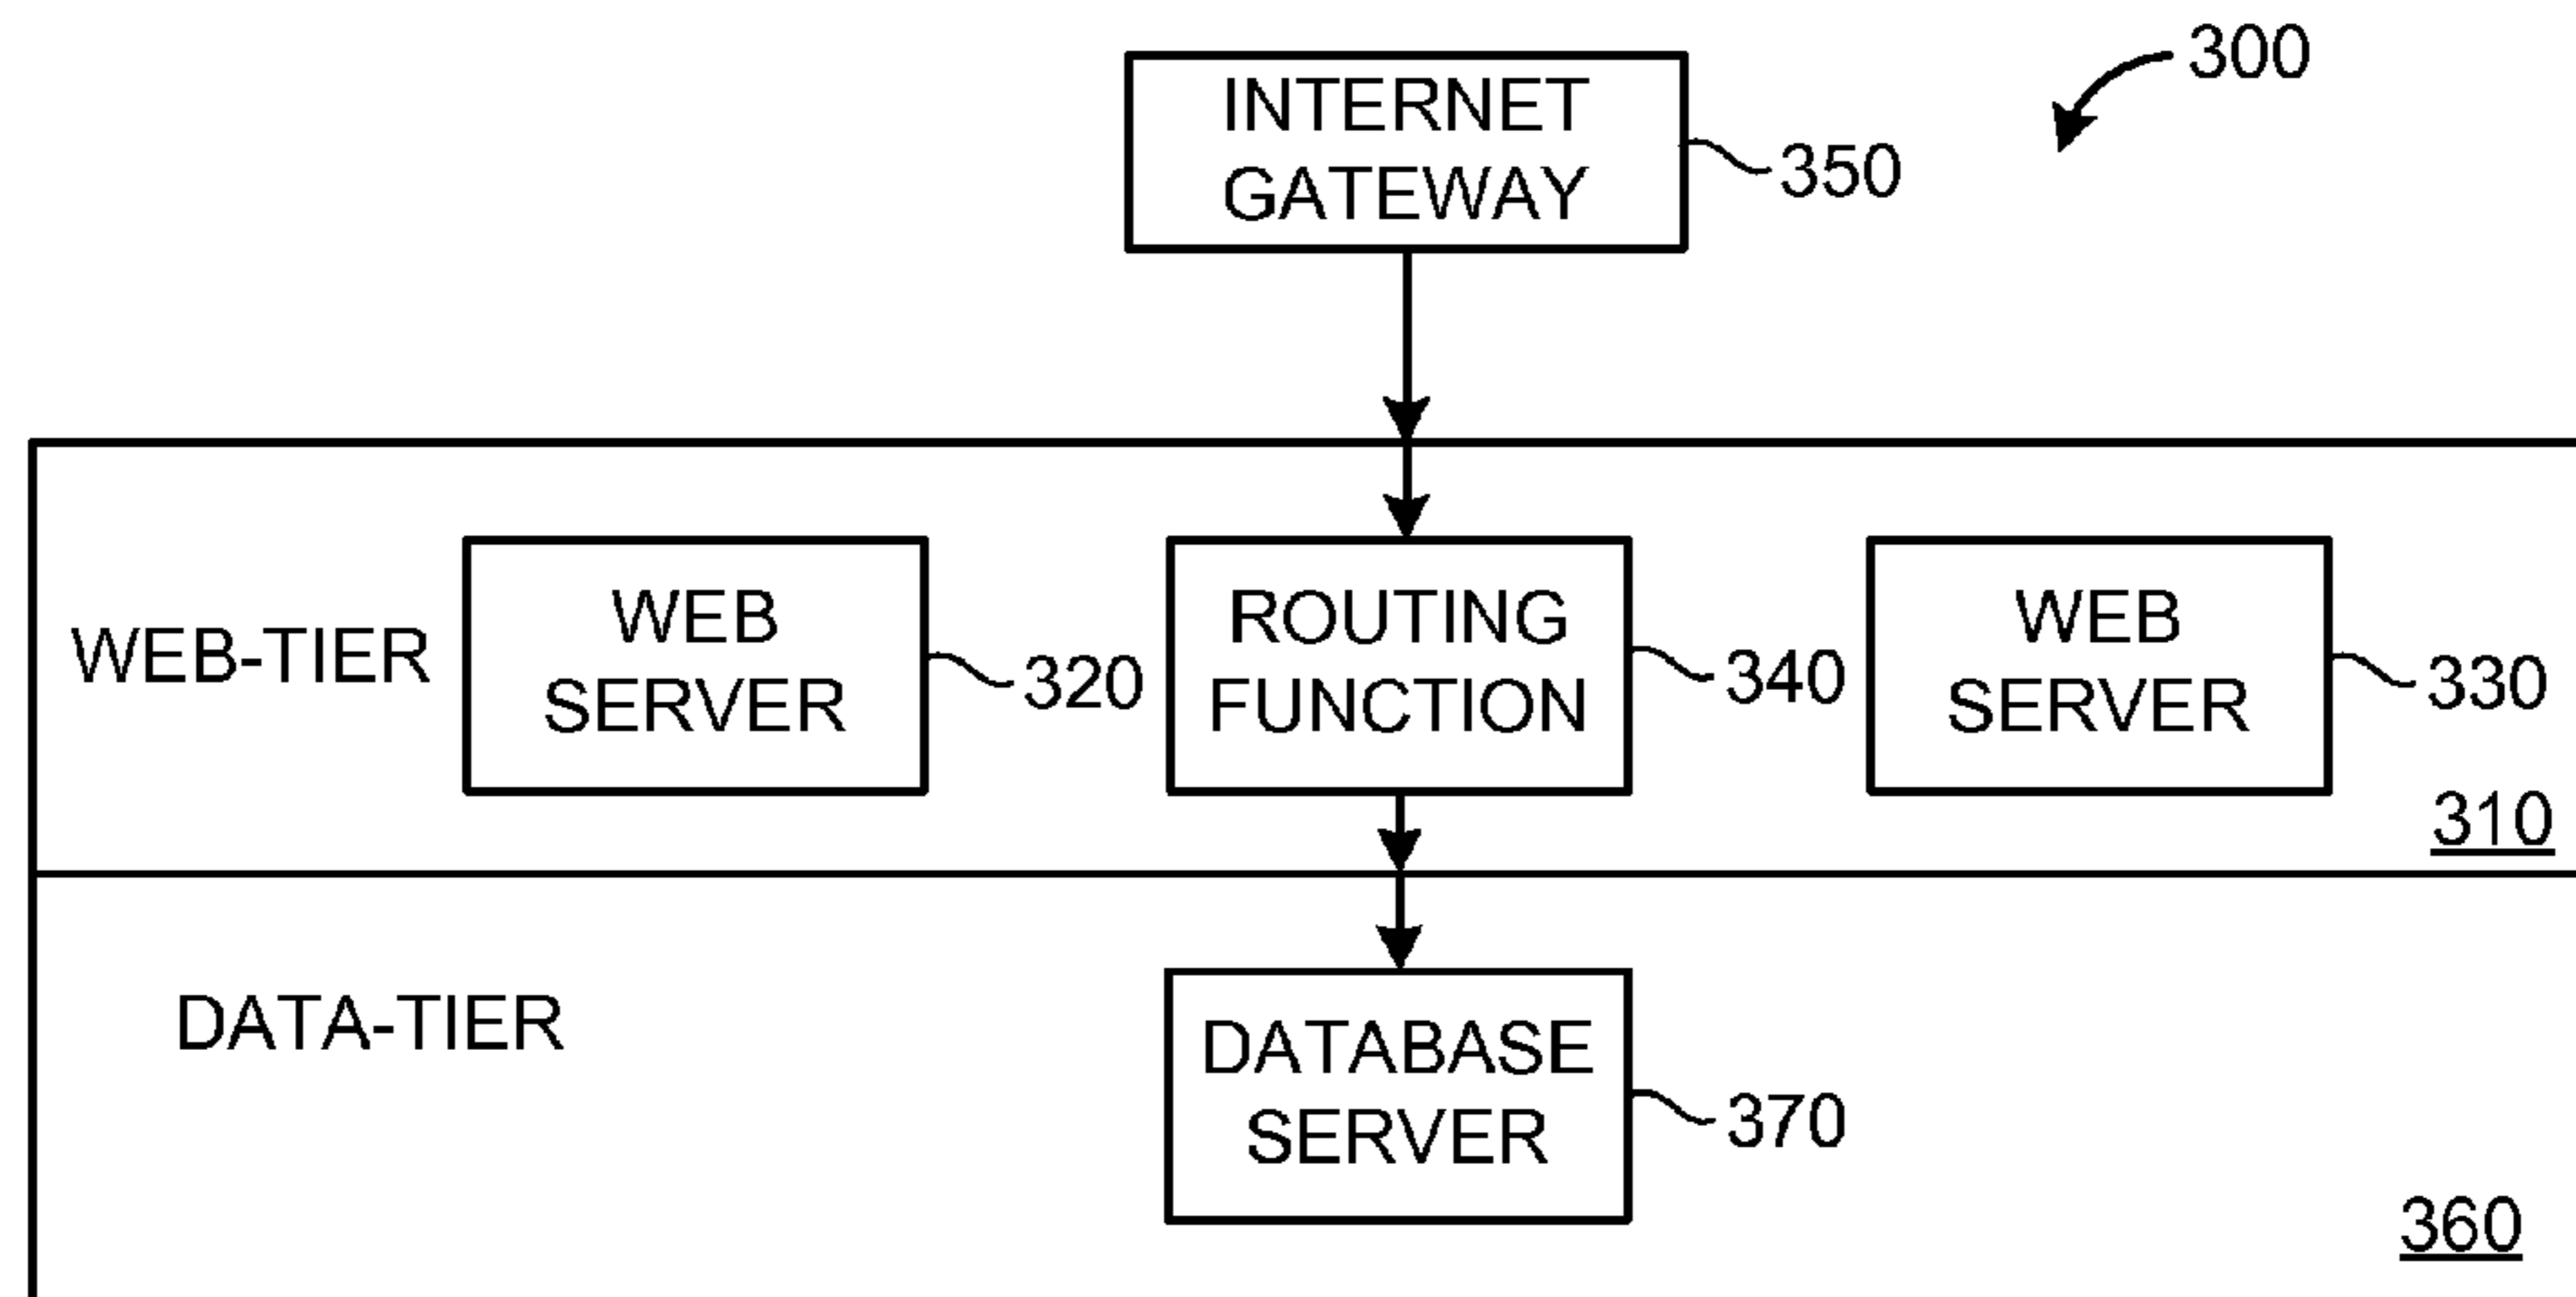 300
INTERNET
GATEWAY
350
WEB-TIER
WEB
SERVER
320
ROUTING
FUNCTION
340
WEB
SERVER
330
310
DATA-TIER
DATABASE
SERVER
370
360